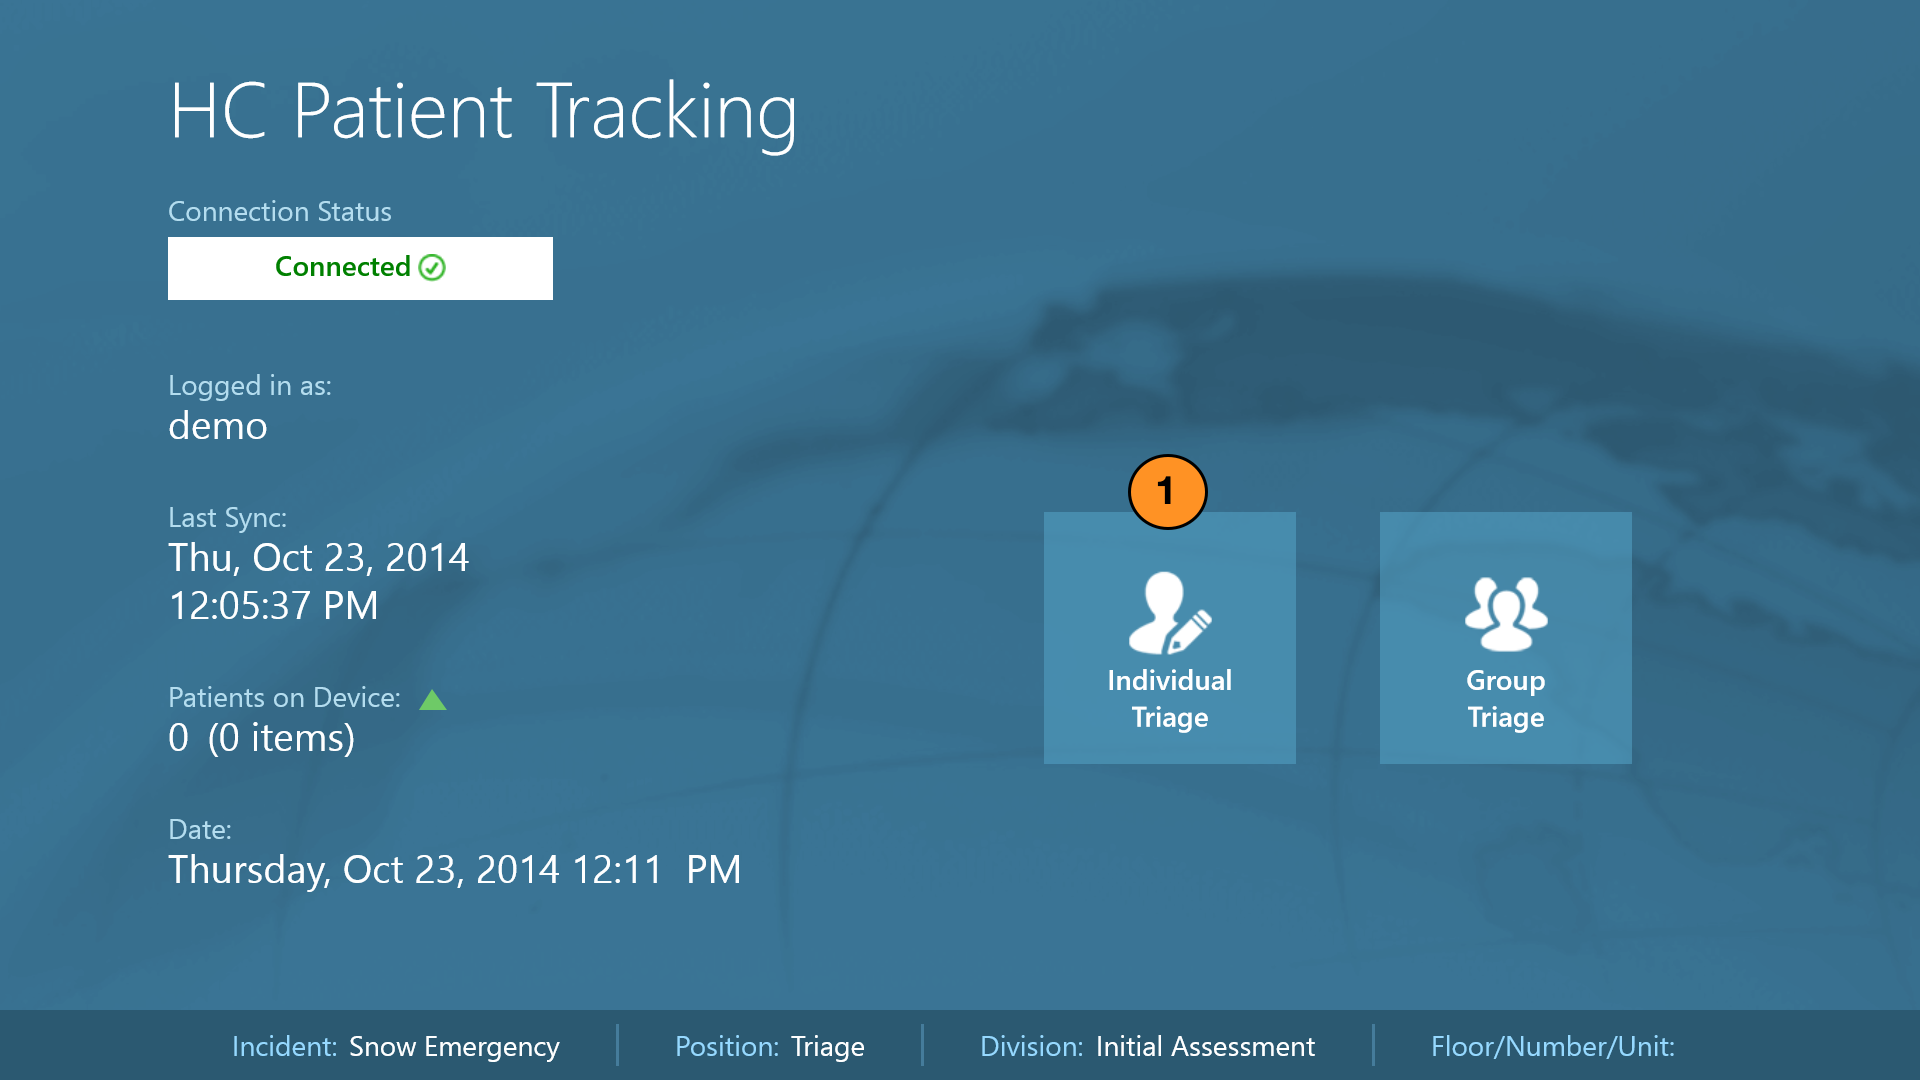 HC Patient Tracking
Connection Status
Connected
Logged in as:
demo
Last Sync:
Thu, Oct 23, 2014
12:05:37 PM
Patients on Device:
0 (0 items)
Date:
Thursday, Oct 23, 2014 12:11 PM
1
Individual
Triage
Group
Triage
Incident: Snow Emergency
Position: Triage
Division: Initial Assessment
Floor/Number/Unit: